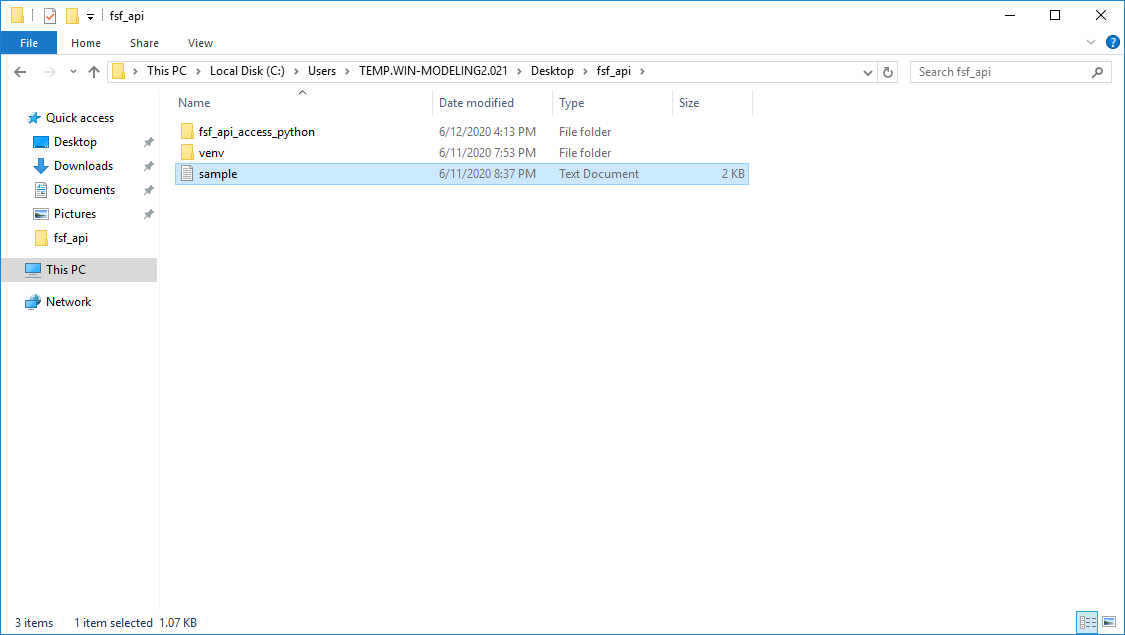 fsf_api
File Home Share View
This PC Local Disk (C:) Users TEMP.WIN-MODELING2.021 Desktop fsf_api Search fsf_api
Name Date modified Type Size
Quick access
Desktop
Downloads
Documents
Pictures
fsf_api
This PC
Network
fsf_api_access_python 6/12/2020 4:13 PM File folder
venv 6/11/2020 7:53 PM File folder
sample 6/11/2020 8:37 PM Text Document 2 KB
3 items 1 item selected 1.07 KB